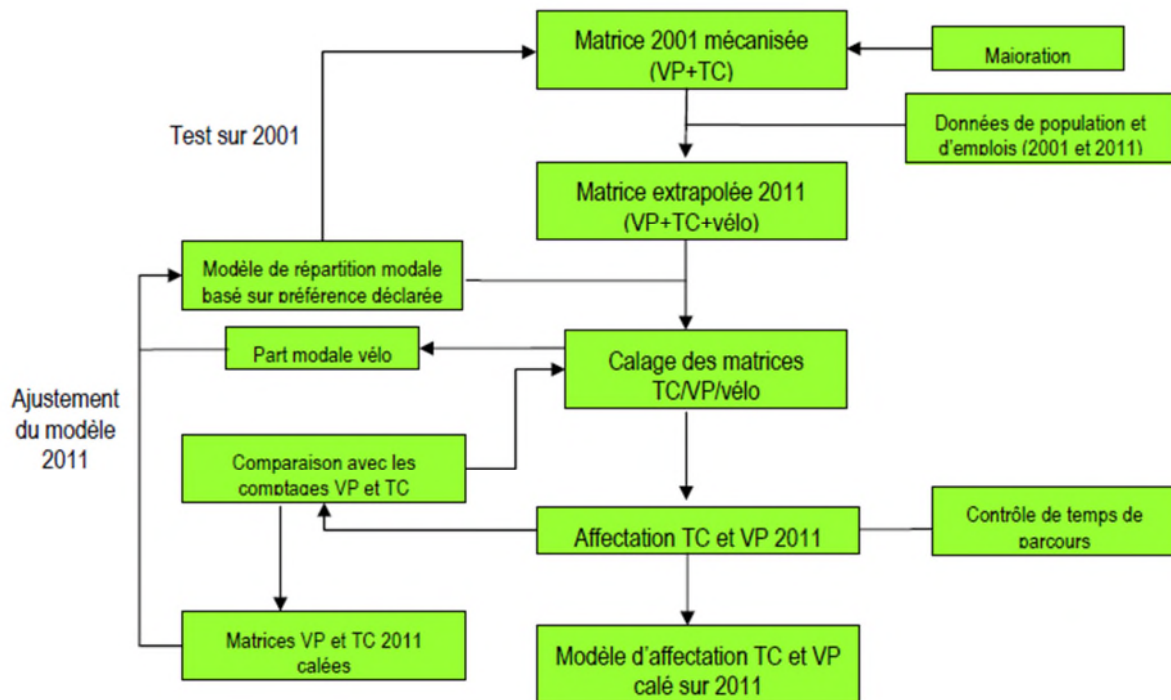 Matrice 2001 mécanisée
(VP+TC)
Maioration
Test sur 2001
Données de population et
d'emplois (2001 et 2011)
Matrice extrapolée 2011
(VP+TC+vélo)
Modèle de répartition modale
basé sur préférence déclarée
Part modale vélo
Calage des matrices
TC/VP/vélo
Ajustement
du modèle
2011
Comparaison avec les
comptages VP et TC
Affectation TC et VP 2011
Contrôle de temps de
parcours
Matrices VP et TC 2011
calées
Modèle d'affectation TC et VP
calé sur 2011